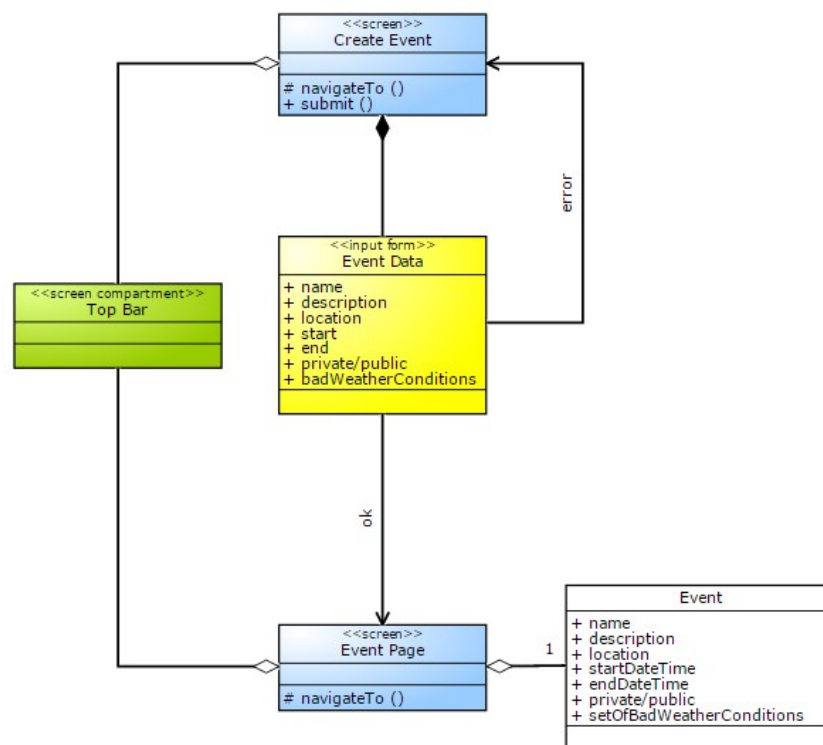 <<screen>>
Create Event
# navigateTo ()
+ submit ()
error
<<input form>>
Event Data
+ name
+ description
+ location
+ start
+ end
+ private/public
+ badWeatherConditions
<<screen compartment>>
Top Bar
ok
<<screen>>
Event Page
# navigateTo ()
1
Event
+ name
+ description
+ location
+ startDateTime
+ endDateTime
+ private/public
+ setOfBadWeatherConditions